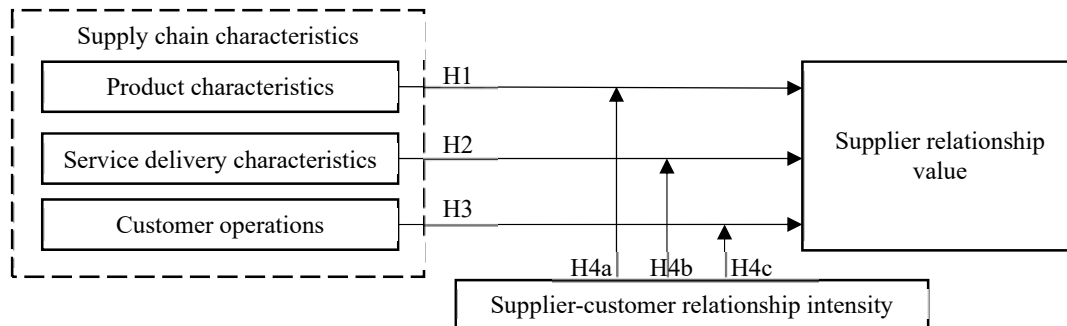 Supply chain characteristics
Product characteristics
H1
Service delivery characteristics
H2
Customer operations
H3
Supplier relationship
value
H4a
H4b
H4c
Supplier-customer relationship intensity